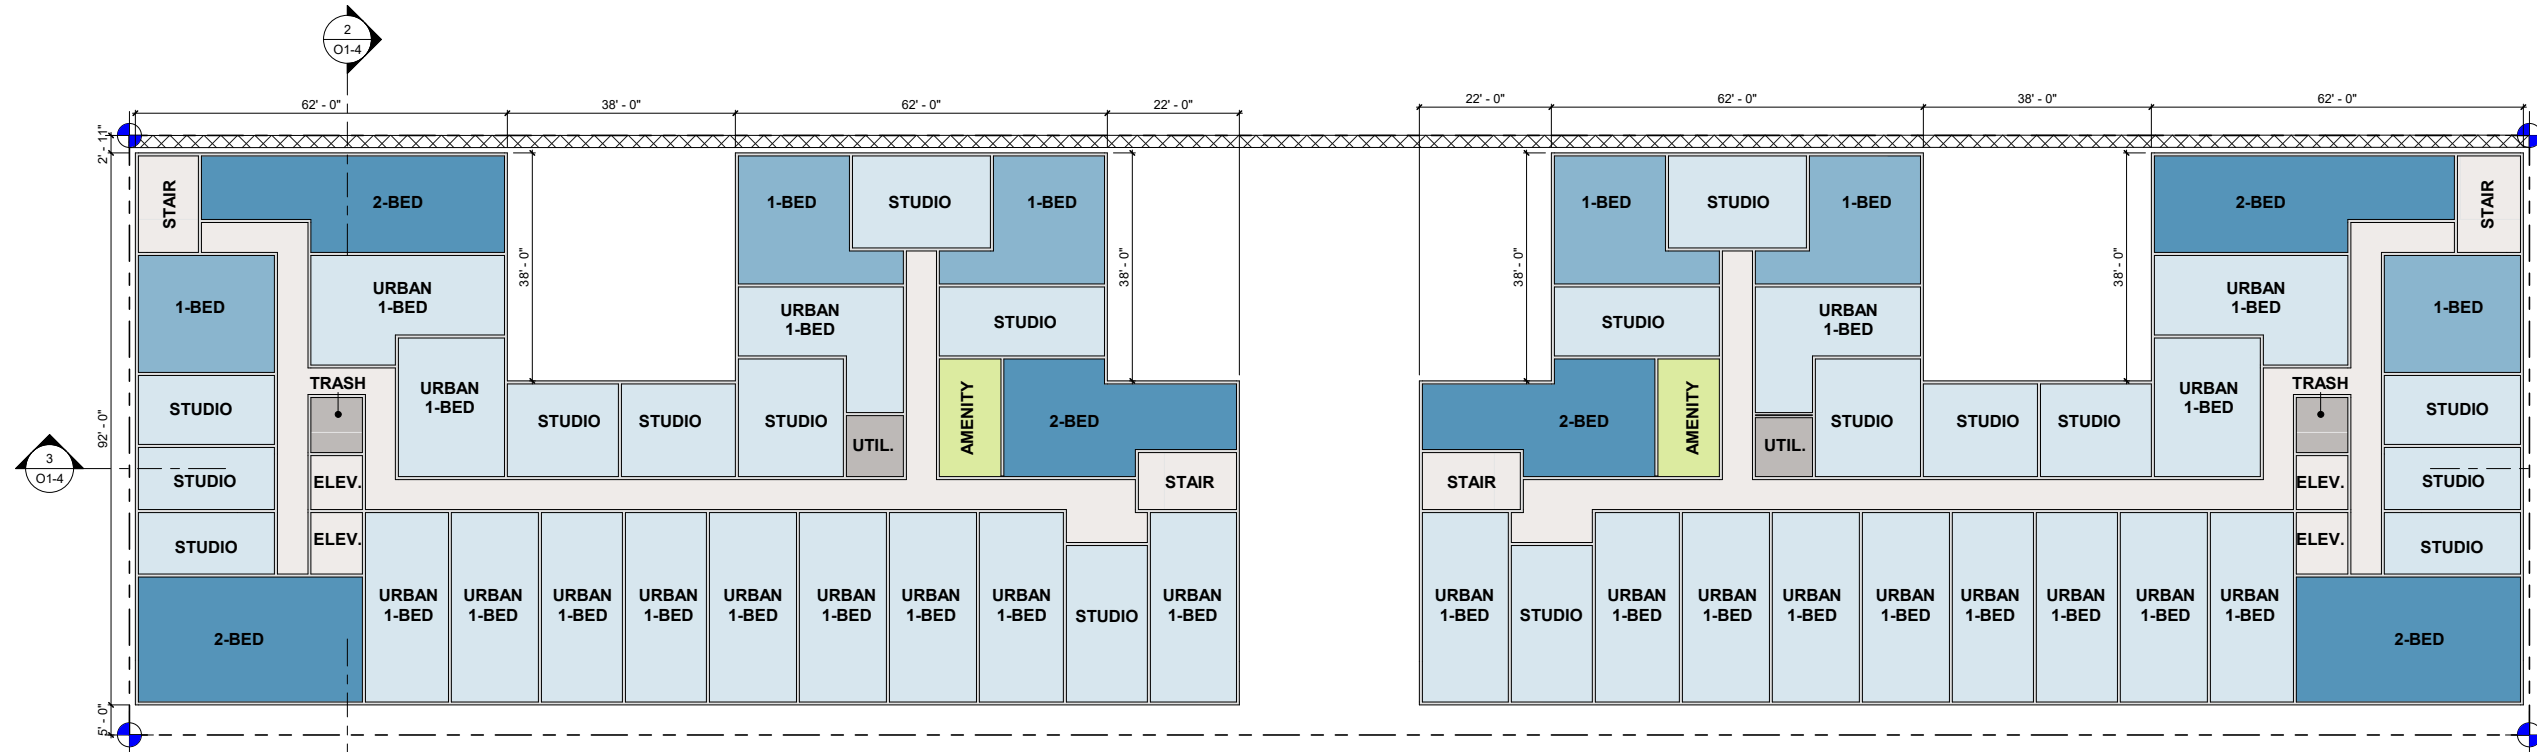 2
O1-4
62' - 0"
38' - 0"
62' - 0"
22' - 0"
22' - 0"
62' - 0"
38' - 0"
62' - 0"
2' - 11"
92' - 0"
5' - 0"
3
O1-4
38' - 0"
38' - 0"
38' - 0"
38' - 0"
STAIR
2-BED
1-BED
STUDIO
1-BED
1-BED
URBAN
1-BED
URBAN
1-BED
STUDIO
TRASH
URBAN
1-BED
STUDIO
STUDIO
STUDIO
STUDIO
UTIL.
AMENITY
2-BED
STUDIO
ELEV.
STAIR
STUDIO
ELEV.
2-BED
URBAN
1-BED
URBAN
1-BED
URBAN
1-BED
URBAN
1-BED
URBAN
1-BED
URBAN
1-BED
URBAN
1-BED
URBAN
1-BED
STUDIO
URBAN
1-BED
1-BED
STUDIO
1-BED
2-BED
STAIR
STUDIO
URBAN
1-BED
URBAN
1-BED
1-BED
2-BED
AMENITY
UTIL.
STUDIO
STUDIO
STUDIO
URBAN
1-BED
TRASH
STUDIO
STAIR
ELEV.
STUDIO
ELEV.
STUDIO
URBAN
1-BED
STUDIO
URBAN
1-BED
URBAN
1-BED
URBAN
1-BED
URBAN
1-BED
URBAN
1-BED
URBAN
1-BED
URBAN
1-BED
URBAN
1-BED
2-BED